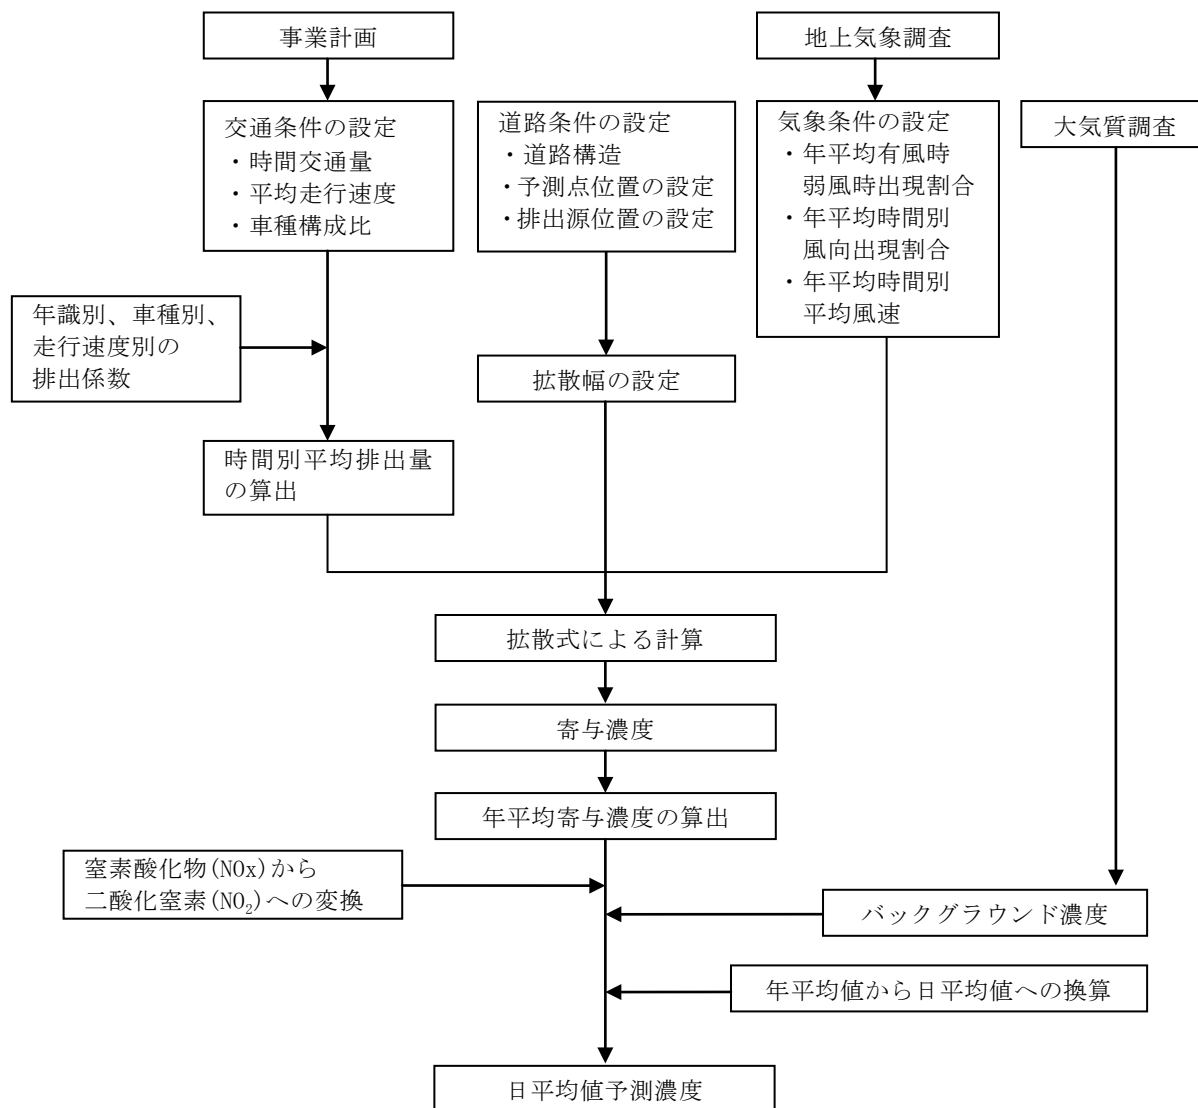 事業計画
地上気象調査
交通条件の設定
・時間交通量
・平均走行速度
・車種構成比
道路条件の設定
・道路構造
・予測点位置の設定
・排出源位置の設定
気象条件の設定
・年平均有風時
弱風時出現割合
・年平均時間別
風向出現割合
・年平均時間別
平均風速
大気質調査
年識別、車種別、
走行速度別の
排出係数
拡散幅の設定
時間別平均排出量
の算出
拡散式による計算
寄与濃度
年平均寄与濃度の算出
窒素酸化物(NOx)から
二酸化窒素(NO₂)への変換
バックグラウンド濃度
年平均値から日平均値への換算
日平均値予測濃度